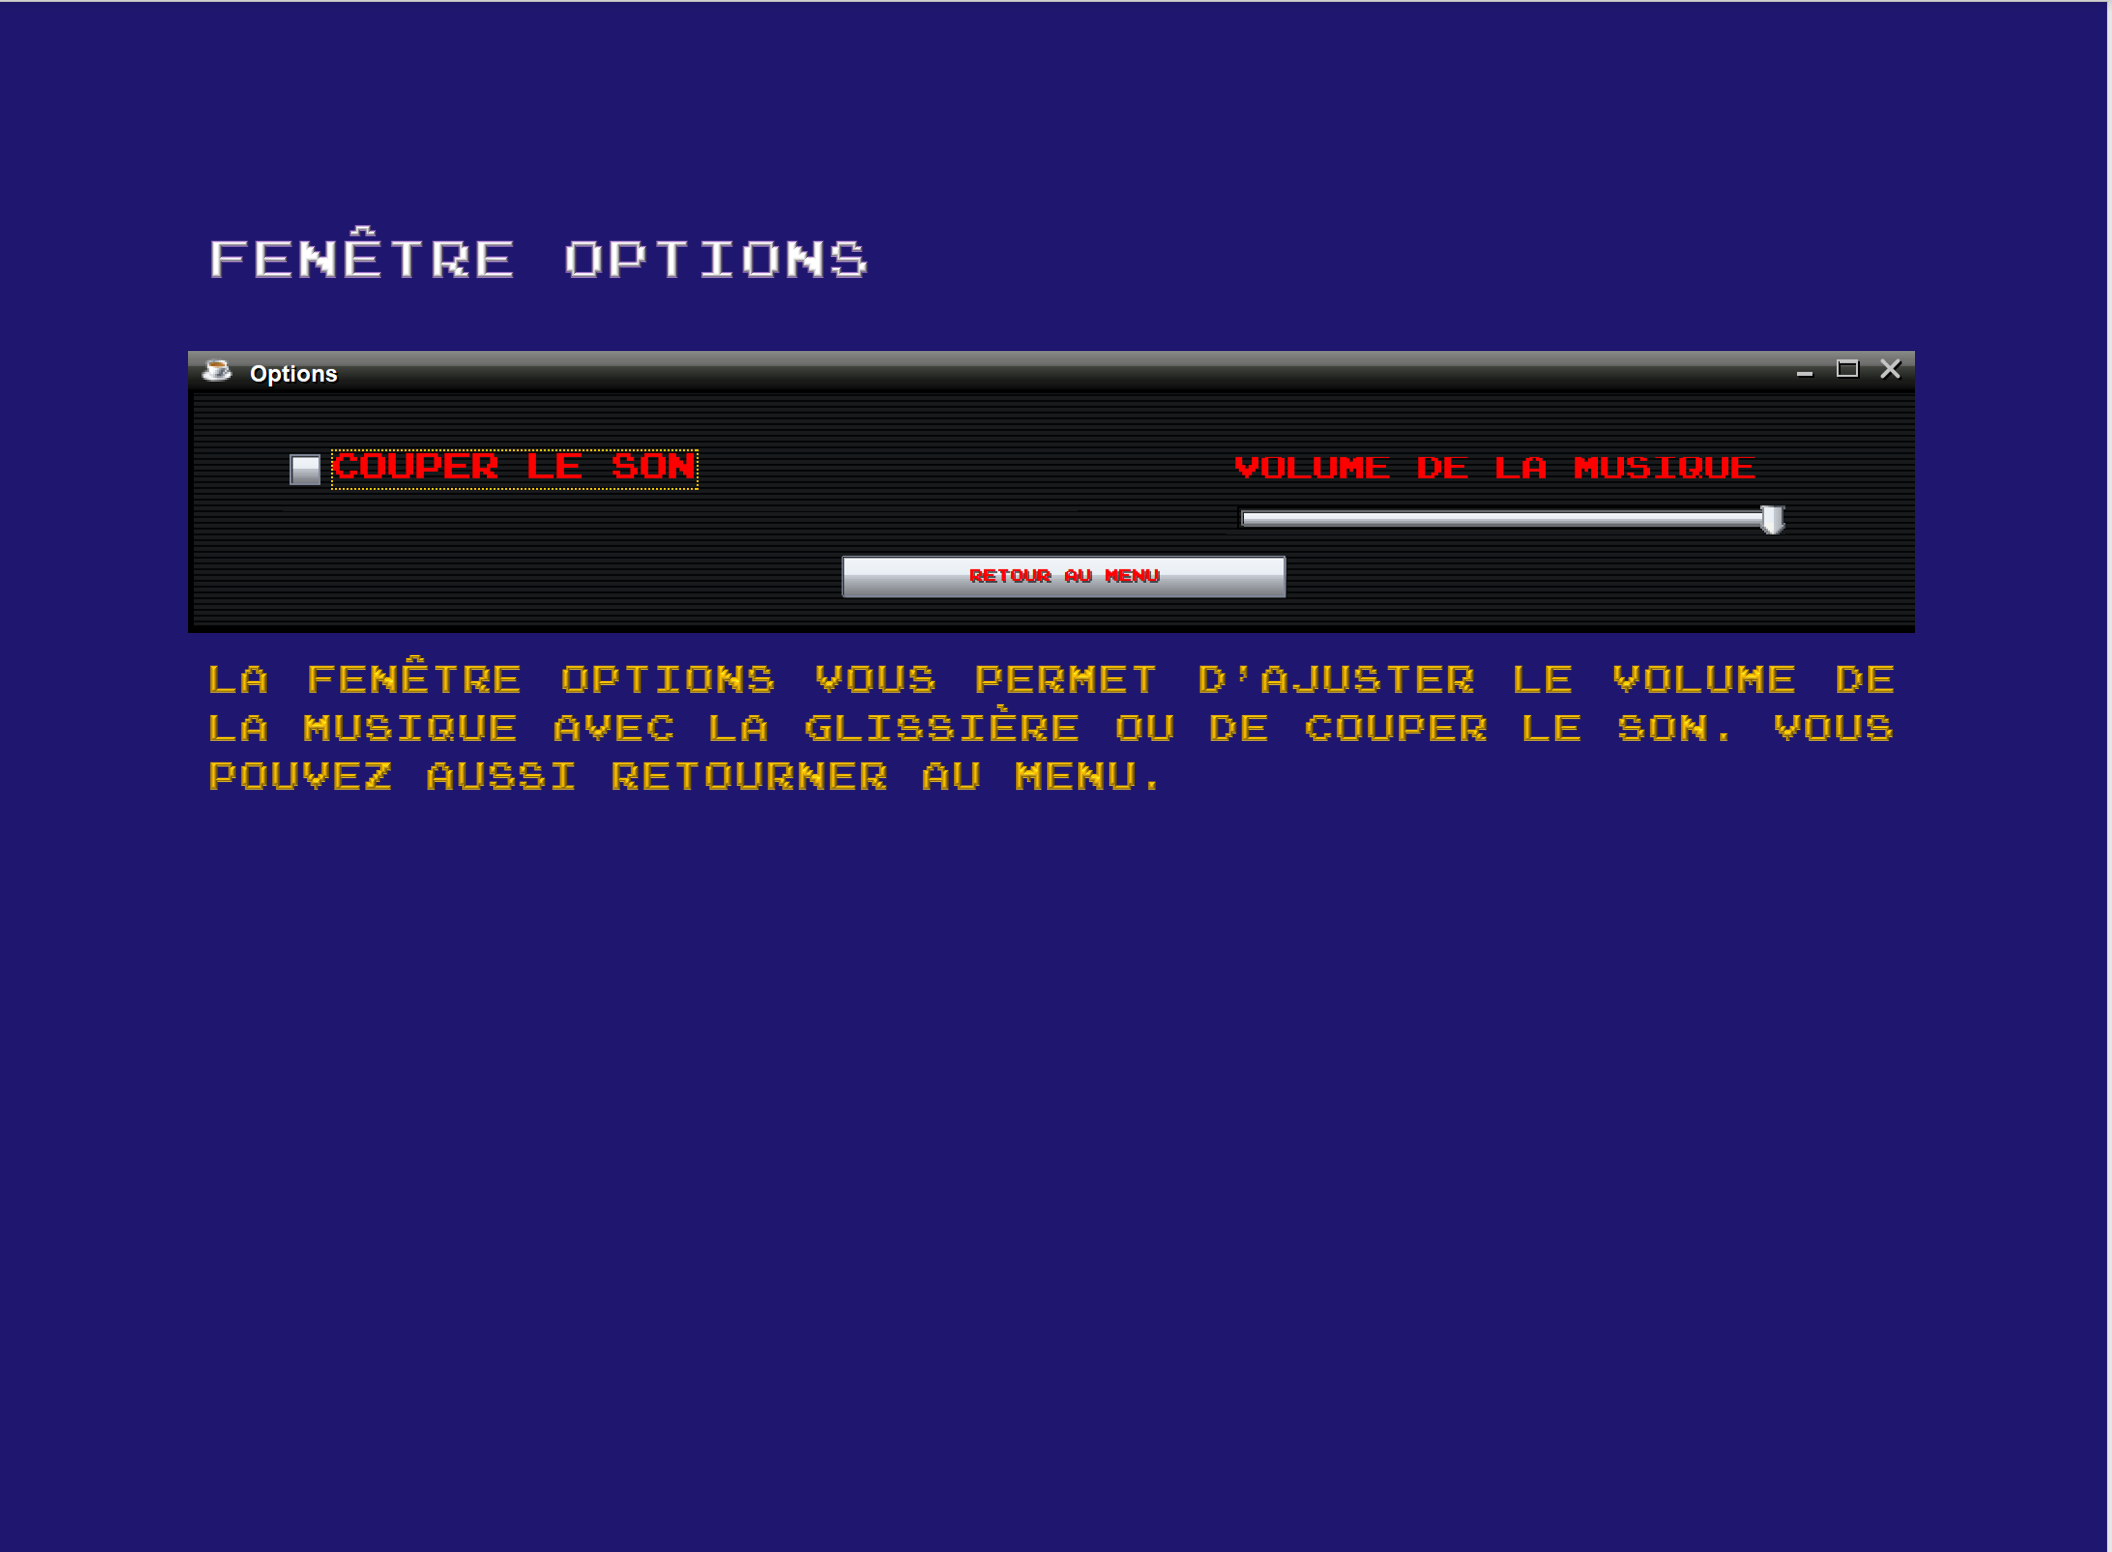 FENÊTRE OPTIONS
Options
COUPER LE SON
VOLUME DE LA MUSIQUE
RETOUR AU MENU
LA FENÊTRE OPTIONS VOUS PERMET D'AJUSTER LE VOLUME DE
LA MUSIQUE AVEC LA GLISSIÈRE OU DE COUPER LE SON. VOUS
POUVEZ AUSSI RETOURNER AU MENU.